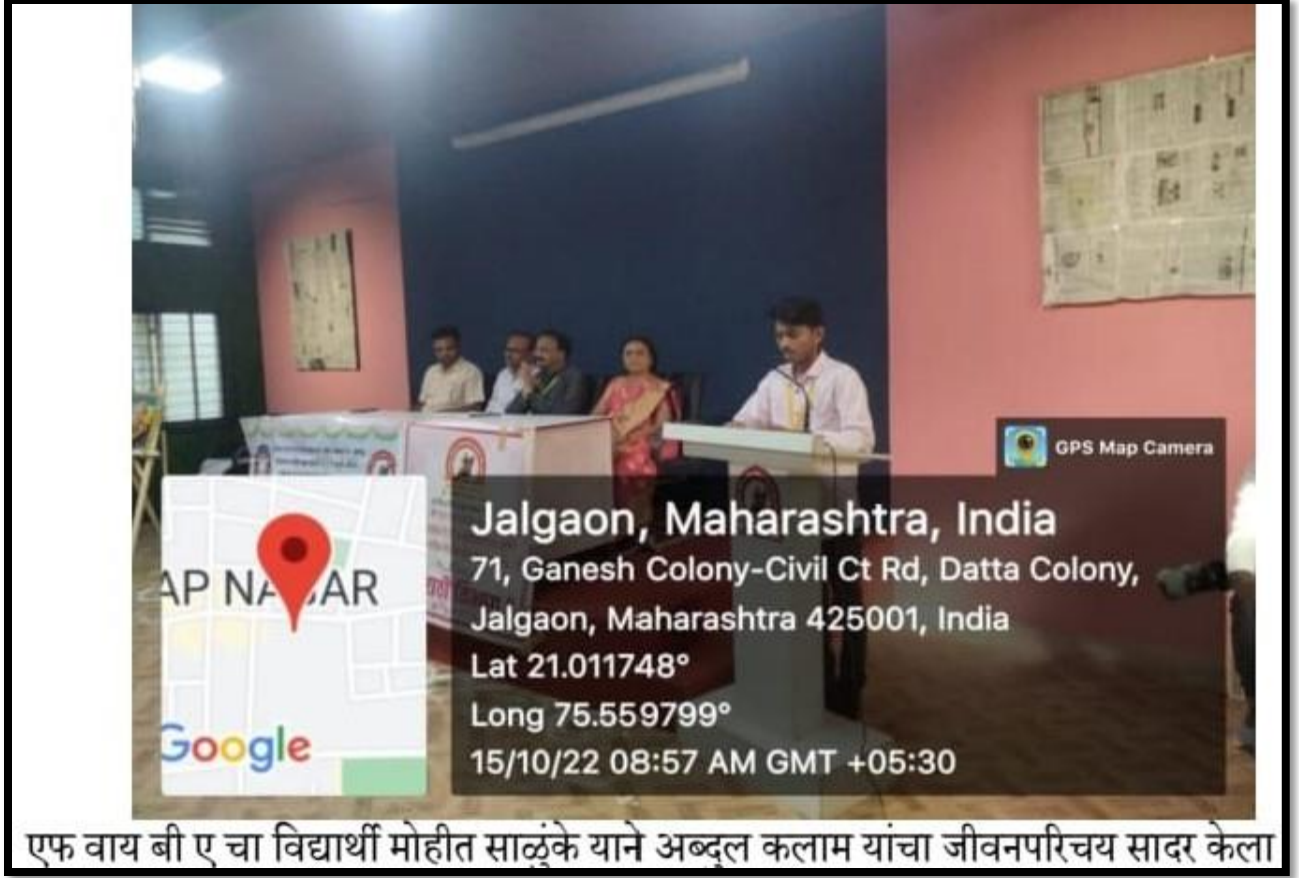 GPS Map Camera
Jalgaon, Maharashtra, India
71, Ganesh Colony-Civil Ct Rd, Datta Colony,
Jalgaon, Maharashtra 425001, India
Lat 21.011748°
Long 75.559799°
15/10/22 08:57 AM GMT +05:30
AP NAGAR
Google
एफ वाय बी ए चा विद्यार्थी मोहीत साळुंके याने अब्दुल कलाम यांचा जीवनपरिचय सादर केला